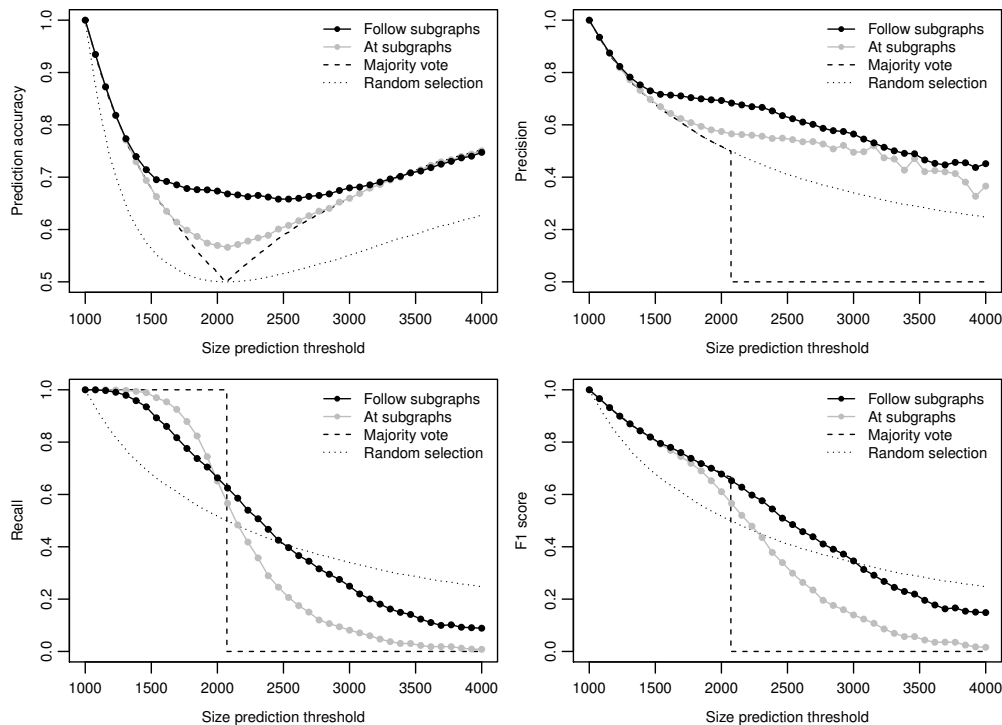 Prediction accuracy
1.0
0.9
0.8
0.7
0.6
0.5
Follow subgraphs
At subgraphs
Majority vote
Random selection
1000 1500 2000 2500 3000 3500 4000
Size prediction threshold
Precision
1.0
0.8
0.6
0.4
0.2
0.0
Follow subgraphs
At subgraphs
Majority vote
Random selection
1000 1500 2000 2500 3000 3500 4000
Size prediction threshold
Recall
1.0
0.8
0.6
0.4
0.2
0.0
Follow subgraphs
At subgraphs
Majority vote
Random selection
1000 1500 2000 2500 3000 3500 4000
Size prediction threshold
F1 score
1.0
0.8
0.6
0.4
0.2
0.0
Follow subgraphs
At subgraphs
Majority vote
Random selection
1000 1500 2000 2500 3000 3500 4000
Size prediction threshold